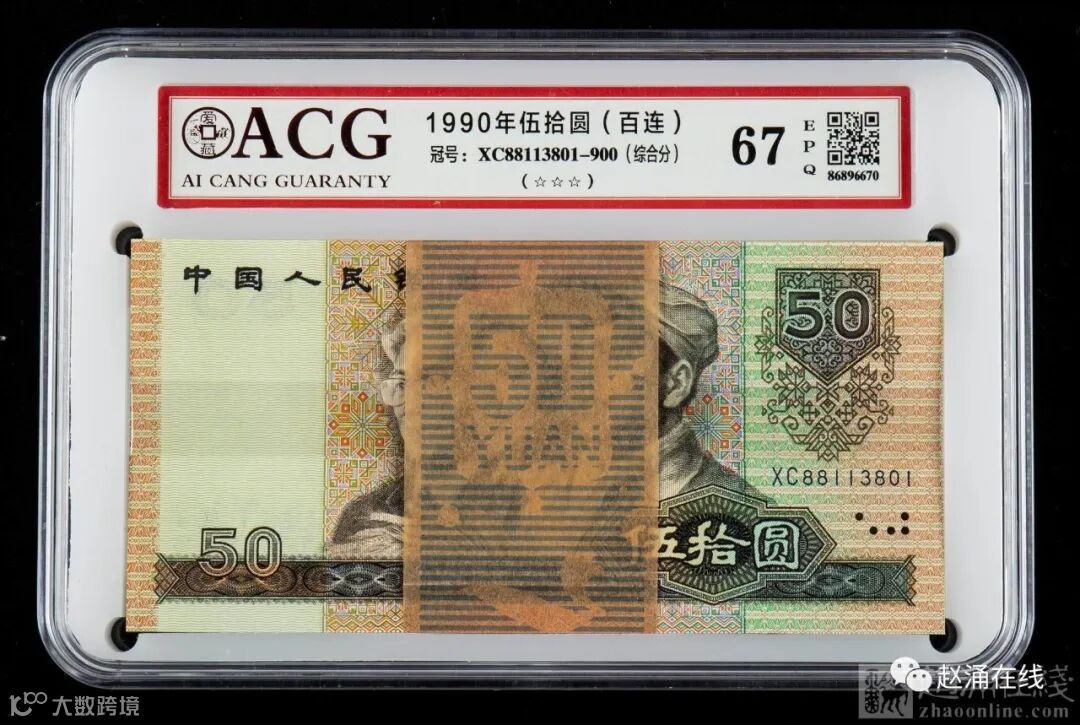 ACG
AI CANG GUARANTY
1990年伍拾圆（百连）
冠号：XC88113801-900（综合分）
（☆☆☆）
67
EPQ
86896670
中国人民
50
50
YUAN
XC88113801
50
伍拾圆
大数跨境
赵涌在线
zhaoonline.com